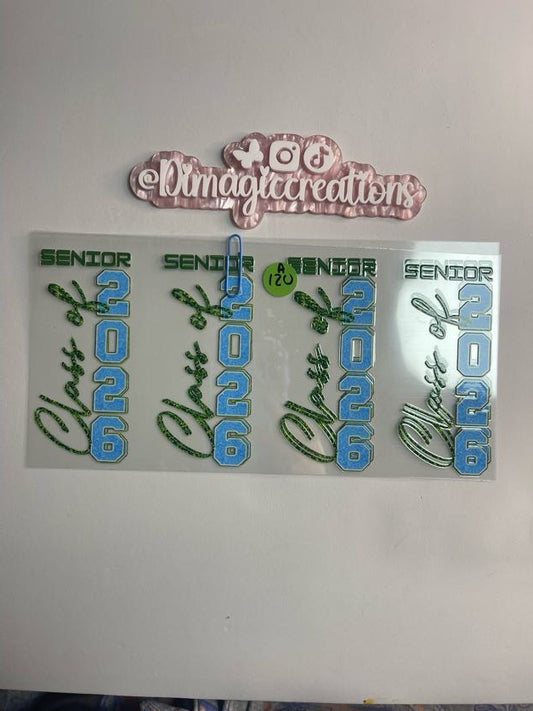 @Dimagiccreations
SENIOR
Class of
2026
SENIOR
Class of
2026
A
120
SENIOR
Class of
2026
SENIOR
Class of
2026